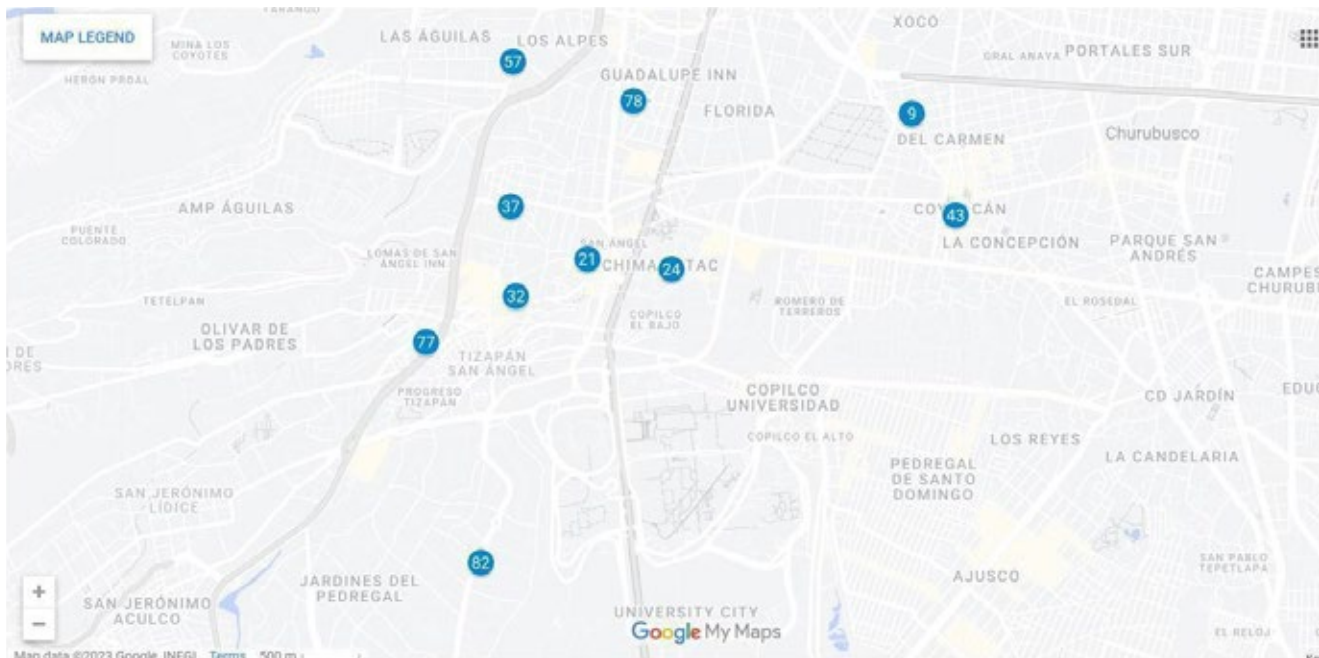 MAP LEGEND
TARANGO
XOCO
LAS ÁGUILAS
LOS ALPES
MINA LOS
COYOTES
GRAL ANAYA
PORTALES SUR
HERÓN PROAL
57
GUADALUPE INN
78
FLORIDA
9
DEL CARMEN
Churubusco
37
AMP ÁGUILAS
43
PUENTE
COLORADO
SAN ÁNGEL
LA CONCEPCIÓN
PARQUE SAN
ANDRÉS
LOMAS DE SAN
ÁNGEL INN
21
24
CAMPES
CHURUBU
32
TETELPAN
ROMERO DE
TERREROS
EL ROSEDAL
OLIVAR DE
LOS PADRES
COPILCO
EL BAJO
77
TIZAPÁN
SAN ÁNGEL
PROGRESO
TIZAPÁN
COPILCO
UNIVERSIDAD
CD JARDÍN
EDU
COPILCO EL ALTO
LOS REYES
LA CANDELARIA
PEDREGAL
DE SANTO
DOMINGO
SAN JERÓNIMO
LÍDICE
82
JARDINES DEL
PEDREGAL
AJUSCO
SAN PABLO
TEPETLAPA
+
−
SAN JERÓNIMO
ACULCO
UNIVERSITY CITY
Google My Maps
EL RELOJ
Map data ©2023 Google, INEGI
Terms
500 m